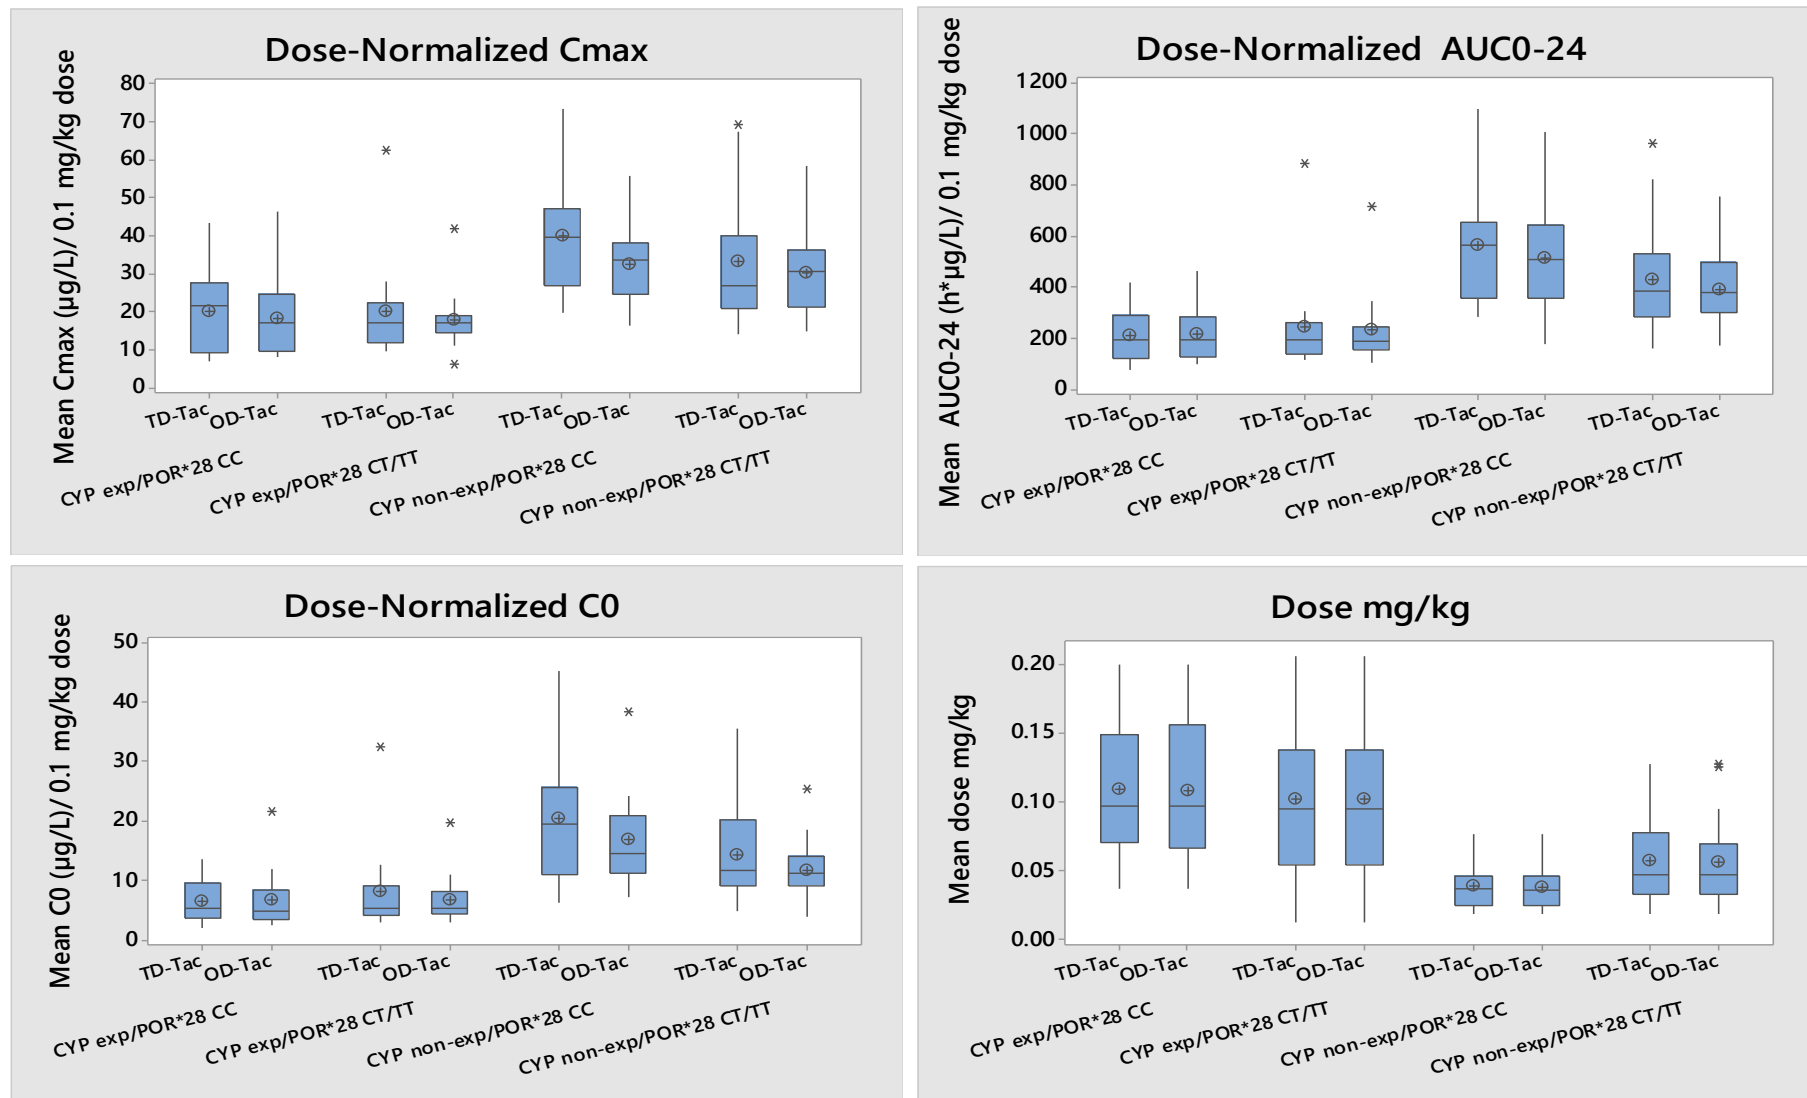 Dose-Normalized Cmax
Mean Cmax (µg/L)/ 0.1 mg/kg dose
80
70
60
50
40
30
20
10
0
TD-Tac OD-Tac TD-Tac OD-Tac TD-Tac OD-Tac TD-Tac OD-Tac
CYP exp/POR*28 CC
CYP exp/POR*28 CT/TT
CYP non-exp/POR*28 CC
CYP non-exp/POR*28 CT/TT
Dose-Normalized AUC0-24
Mean AUC0-24 (h*µg/L)/ 0.1 mg/kg dose
1200
1000
800
600
400
200
0
TD-Tac OD-Tac TD-Tac OD-Tac TD-Tac OD-Tac TD-Tac OD-Tac
CYP exp/POR*28 CC
CYP exp/POR*28 CT/TT
CYP non-exp/POR*28 CC
CYP non-exp/POR*28 CT/TT
Dose-Normalized C0
Mean C0 (µg/L)/ 0.1 mg/kg dose
50
40
30
20
10
0
TD-Tac OD-Tac TD-Tac OD-Tac TD-Tac OD-Tac TD-Tac OD-Tac
CYP exp/POR*28 CC
CYP exp/POR*28 CT/TT
CYP non-exp/POR*28 CC
CYP non-exp/POR*28 CT/TT
Dose mg/kg
Mean dose mg/kg
0.20
0.15
0.10
0.05
0.00
TD-Tac OD-Tac TD-Tac OD-Tac TD-Tac OD-Tac TD-Tac OD-Tac
CYP exp/POR*28 CC
CYP exp/POR*28 CT/TT
CYP non-exp/POR*28 CC
CYP non-exp/POR*28 CT/TT